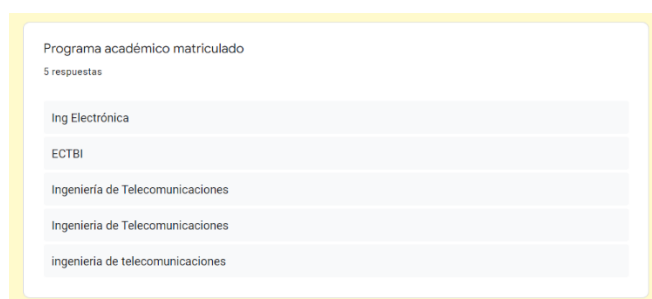 Programa académico matriculado
5 respuestas
Ing Electrónica
ECTBI
Ingeniería de Telecomunicaciones
Ingenieria de Telecomunicaciones
ingenieria de telecomunicaciones